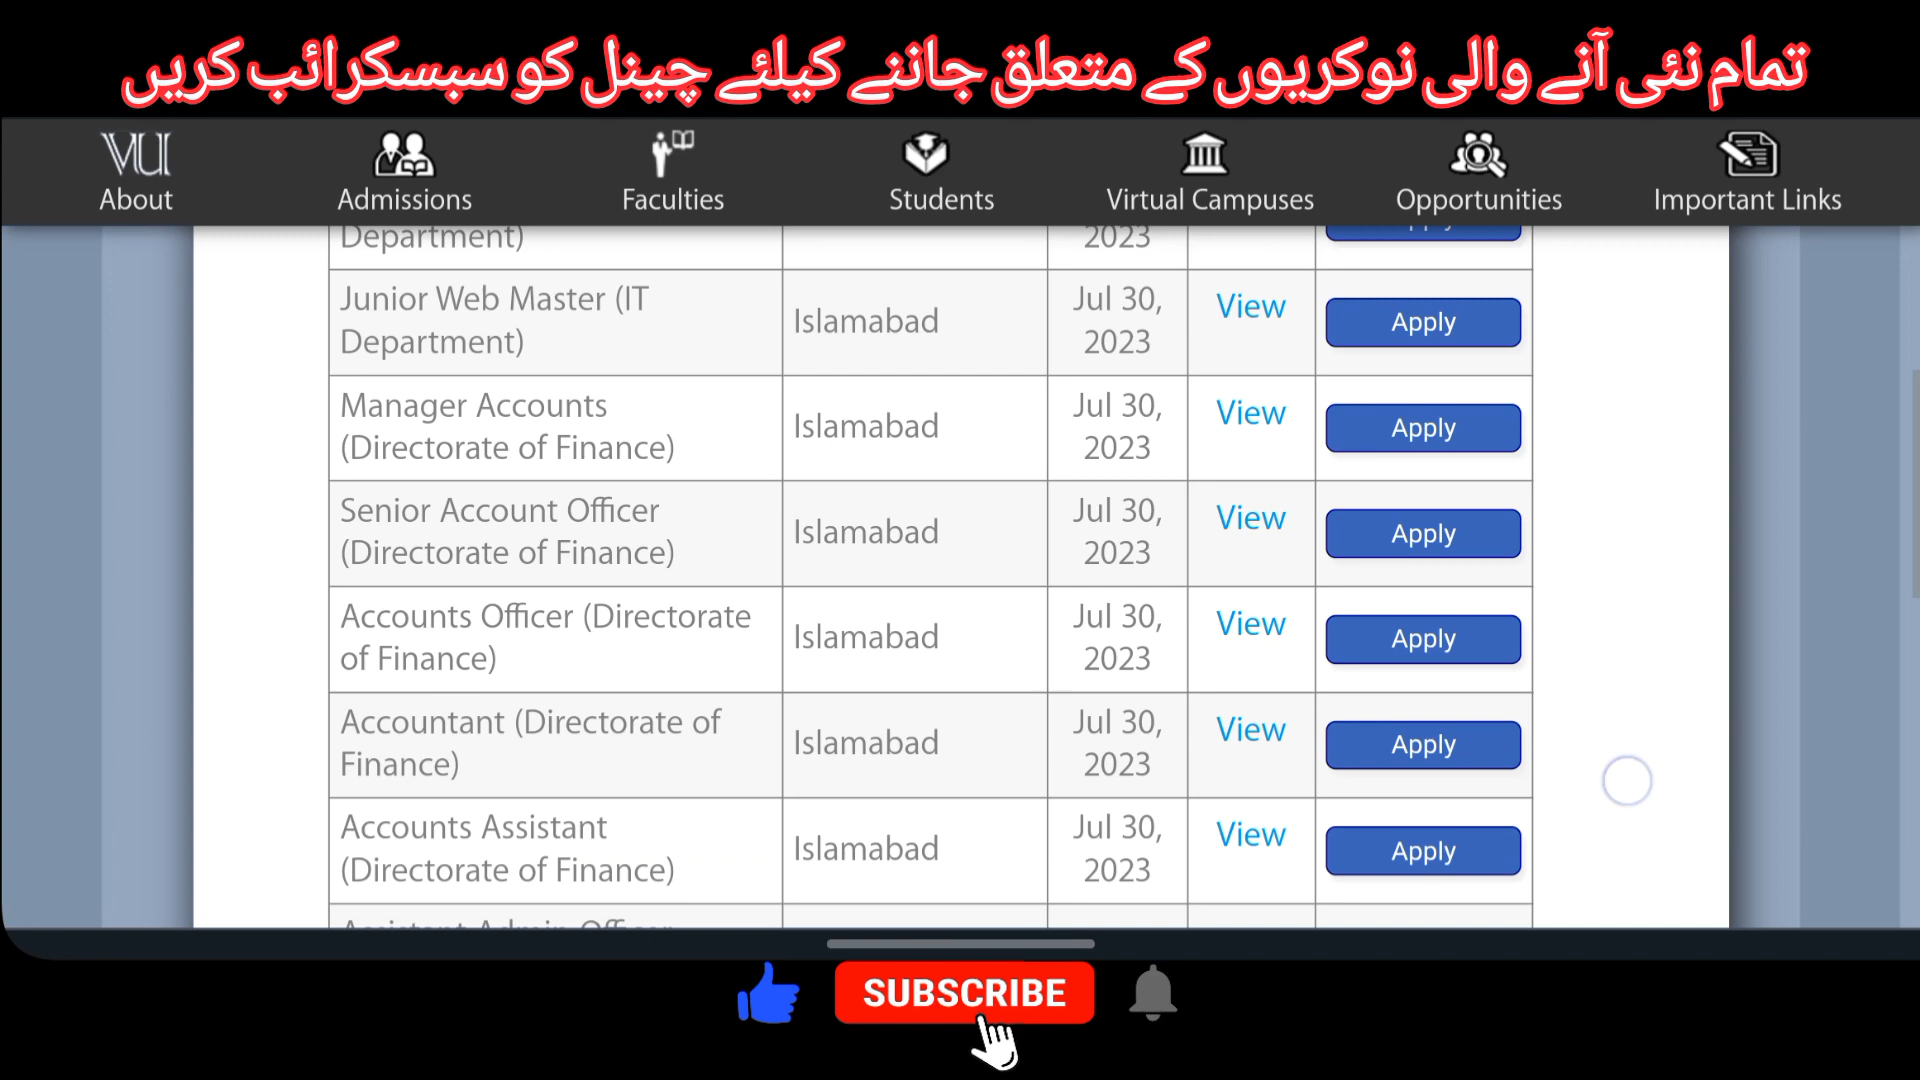 تمام نئی آنے والی نوکریوں کے متعلق جاننے کیلئے چینل کو سبسکرائب کریں
VU
About
Admissions
Faculties
Students
Virtual Campuses
Opportunities
Important Links
Department)
2023
Junior Web Master (IT
Department)
Islamabad
Jul 30,
2023
View
Apply
Manager Accounts
(Directorate of Finance)
Islamabad
Jul 30,
2023
View
Apply
Senior Account Officer
(Directorate of Finance)
Islamabad
Jul 30,
2023
View
Apply
Accounts Officer (Directorate
of Finance)
Islamabad
Jul 30,
2023
View
Apply
Accountant (Directorate of
Finance)
Islamabad
Jul 30,
2023
View
Apply
Accounts Assistant
(Directorate of Finance)
Islamabad
Jul 30,
2023
View
Apply
Assistant Admin Officer
SUBSCRIBE